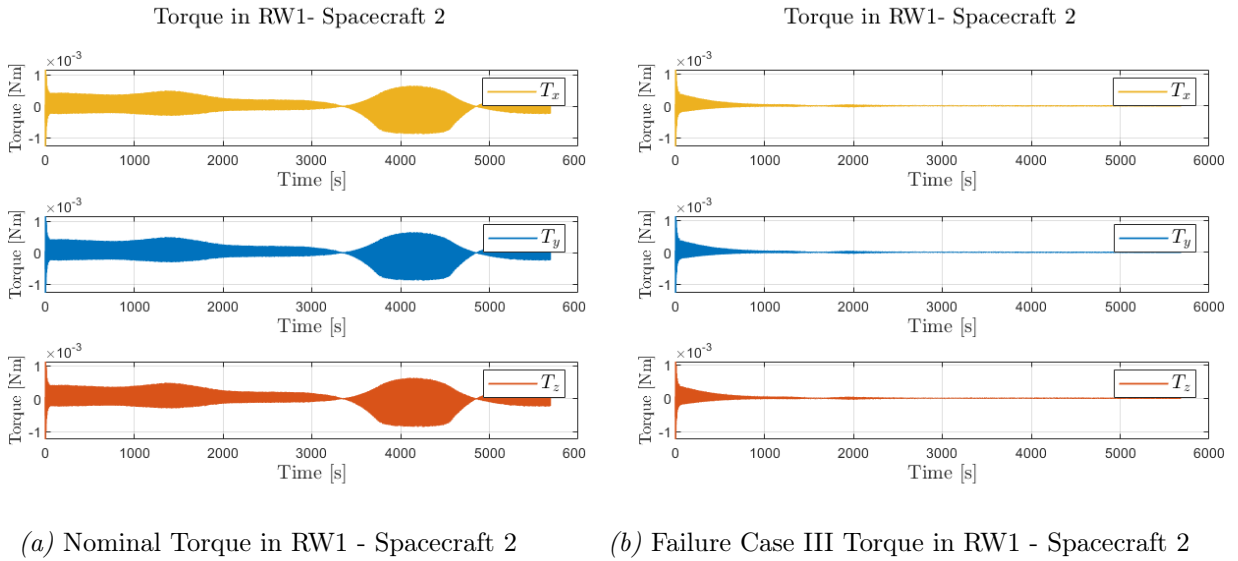 Torque in RW1- Spacecraft 2
×10⁻³
Torque [Nm]
1
0
-1
T_x
0 1000 2000 3000 4000 5000 600
Time [s]
×10⁻³
Torque [Nm]
1
0
-1
T_y
0 1000 2000 3000 4000 5000 600
Time [s]
×10⁻³
Torque [Nm]
1
0
-1
T_z
0 1000 2000 3000 4000 5000 600
Time [s]
(a) Nominal Torque in RW1 - Spacecraft 2
Torque in RW1- Spacecraft 2
×10⁻³
Torque [Nm]
1
0
-1
T_x
0 1000 2000 3000 4000 5000 6000
Time [s]
×10⁻³
Torque [Nm]
1
0
-1
T_y
0 1000 2000 3000 4000 5000 6000
Time [s]
×10⁻³
Torque [Nm]
1
0
-1
T_z
0 1000 2000 3000 4000 5000 6000
Time [s]
(b) Failure Case III Torque in RW1 - Spacecraft 2